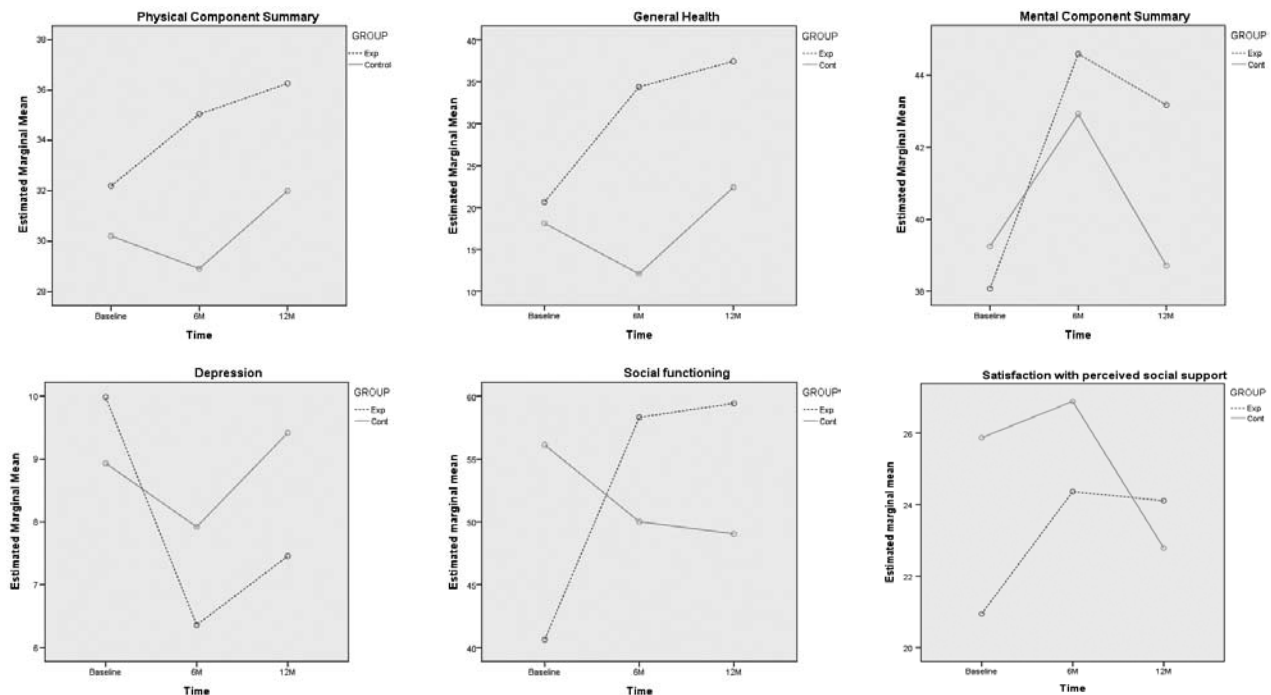 Physical Component Summary
GROUP
Exp
Control
Estimated Marginal Mean
38
36
34
32
30
28
Baseline
6M
12M
Time
General Health
GROUP
Exp
Cont
Estimated Marginal Mean
40
35
30
25
20
15
10
Baseline
6M
12M
Time
Mental Component Summary
GROUP
Exp
Cont
Estimated Marginal Mean
44
42
40
38
Baseline
6M
12M
Time
Depression
GROUP
Exp
Cont
Estimated Marginal Mean
10
9
8
7
6
Baseline
6M
12M
Time
Social functioning
GROUP*
Exp
Cont
Estimated marginal mean
60
55
50
45
40
Baseline
6M
12M
Time
Satisfaction with perceived social support
GROUP
Exp
Cont
Estimated marginal mean
26
24
22
20
Baseline
6M
12M
Time